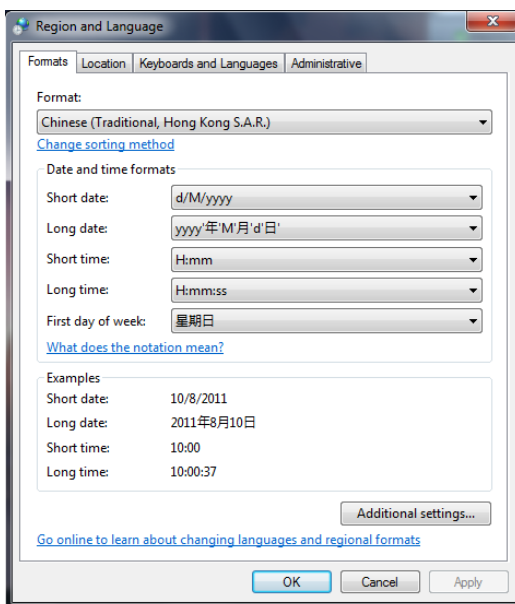 Region and Language
Formats Location Keyboards and Languages Administrative
Format:
Chinese (Traditional, Hong Kong S.A.R.)
Change sorting method
Date and time formats
Short date: d/M/yyyy
Long date: yyyy'年'M'月'd'日'
Short time: H:mm
Long time: H:mm:ss
First day of week: 星期日
What does the notation mean?
Examples
Short date: 10/8/2011
Long date: 2011年8月10日
Short time: 10:00
Long time: 10:00:37
Additional settings...
Go online to learn about changing languages and regional formats
OK Cancel Apply